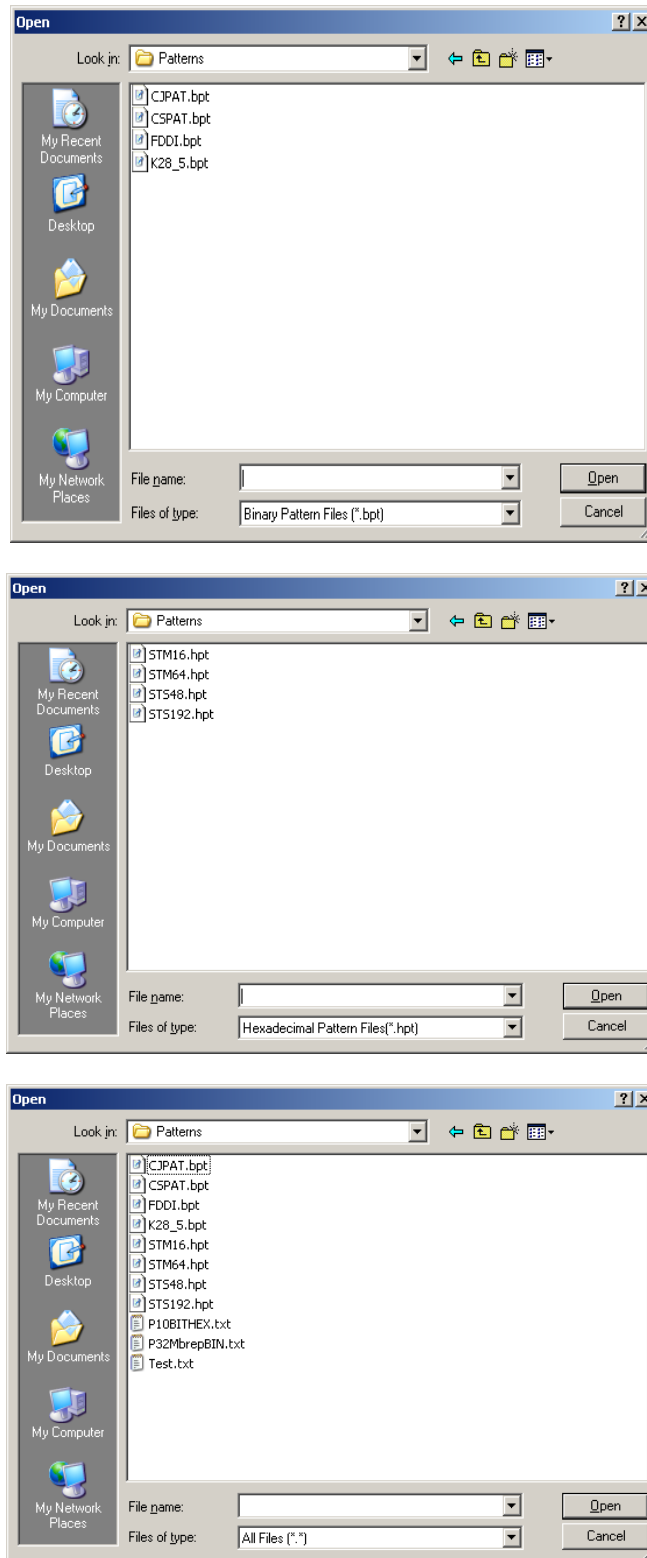 Open
Look in: Patterns
CJPAT.bpt
CSPAT.bpt
FDDI.bpt
K28_5.bpt
My Recent
Documents
Desktop
My Documents
My Computer
My Network
Places
File name: Open
Files of type: Binary Pattern Files (*.bpt) Cancel
Open
Look in: Patterns
STM16.hpt
STM64.hpt
STS48.hpt
STS192.hpt
My Recent
Documents
Desktop
My Documents
My Computer
My Network
Places
File name: Open
Files of type: Hexadecimal Pattern Files(*.hpt) Cancel
Open
Look in: Patterns
CJPAT.bpt
CSPAT.bpt
FDDI.bpt
K28_5.bpt
STM16.hpt
STM64.hpt
STS48.hpt
STS192.hpt
P10BITHEX.txt
P32MbrepBIN.txt
Test.txt
My Recent
Documents
Desktop
My Documents
My Computer
My Network
Places
File name: Open
Files of type: All Files (*.*) Cancel